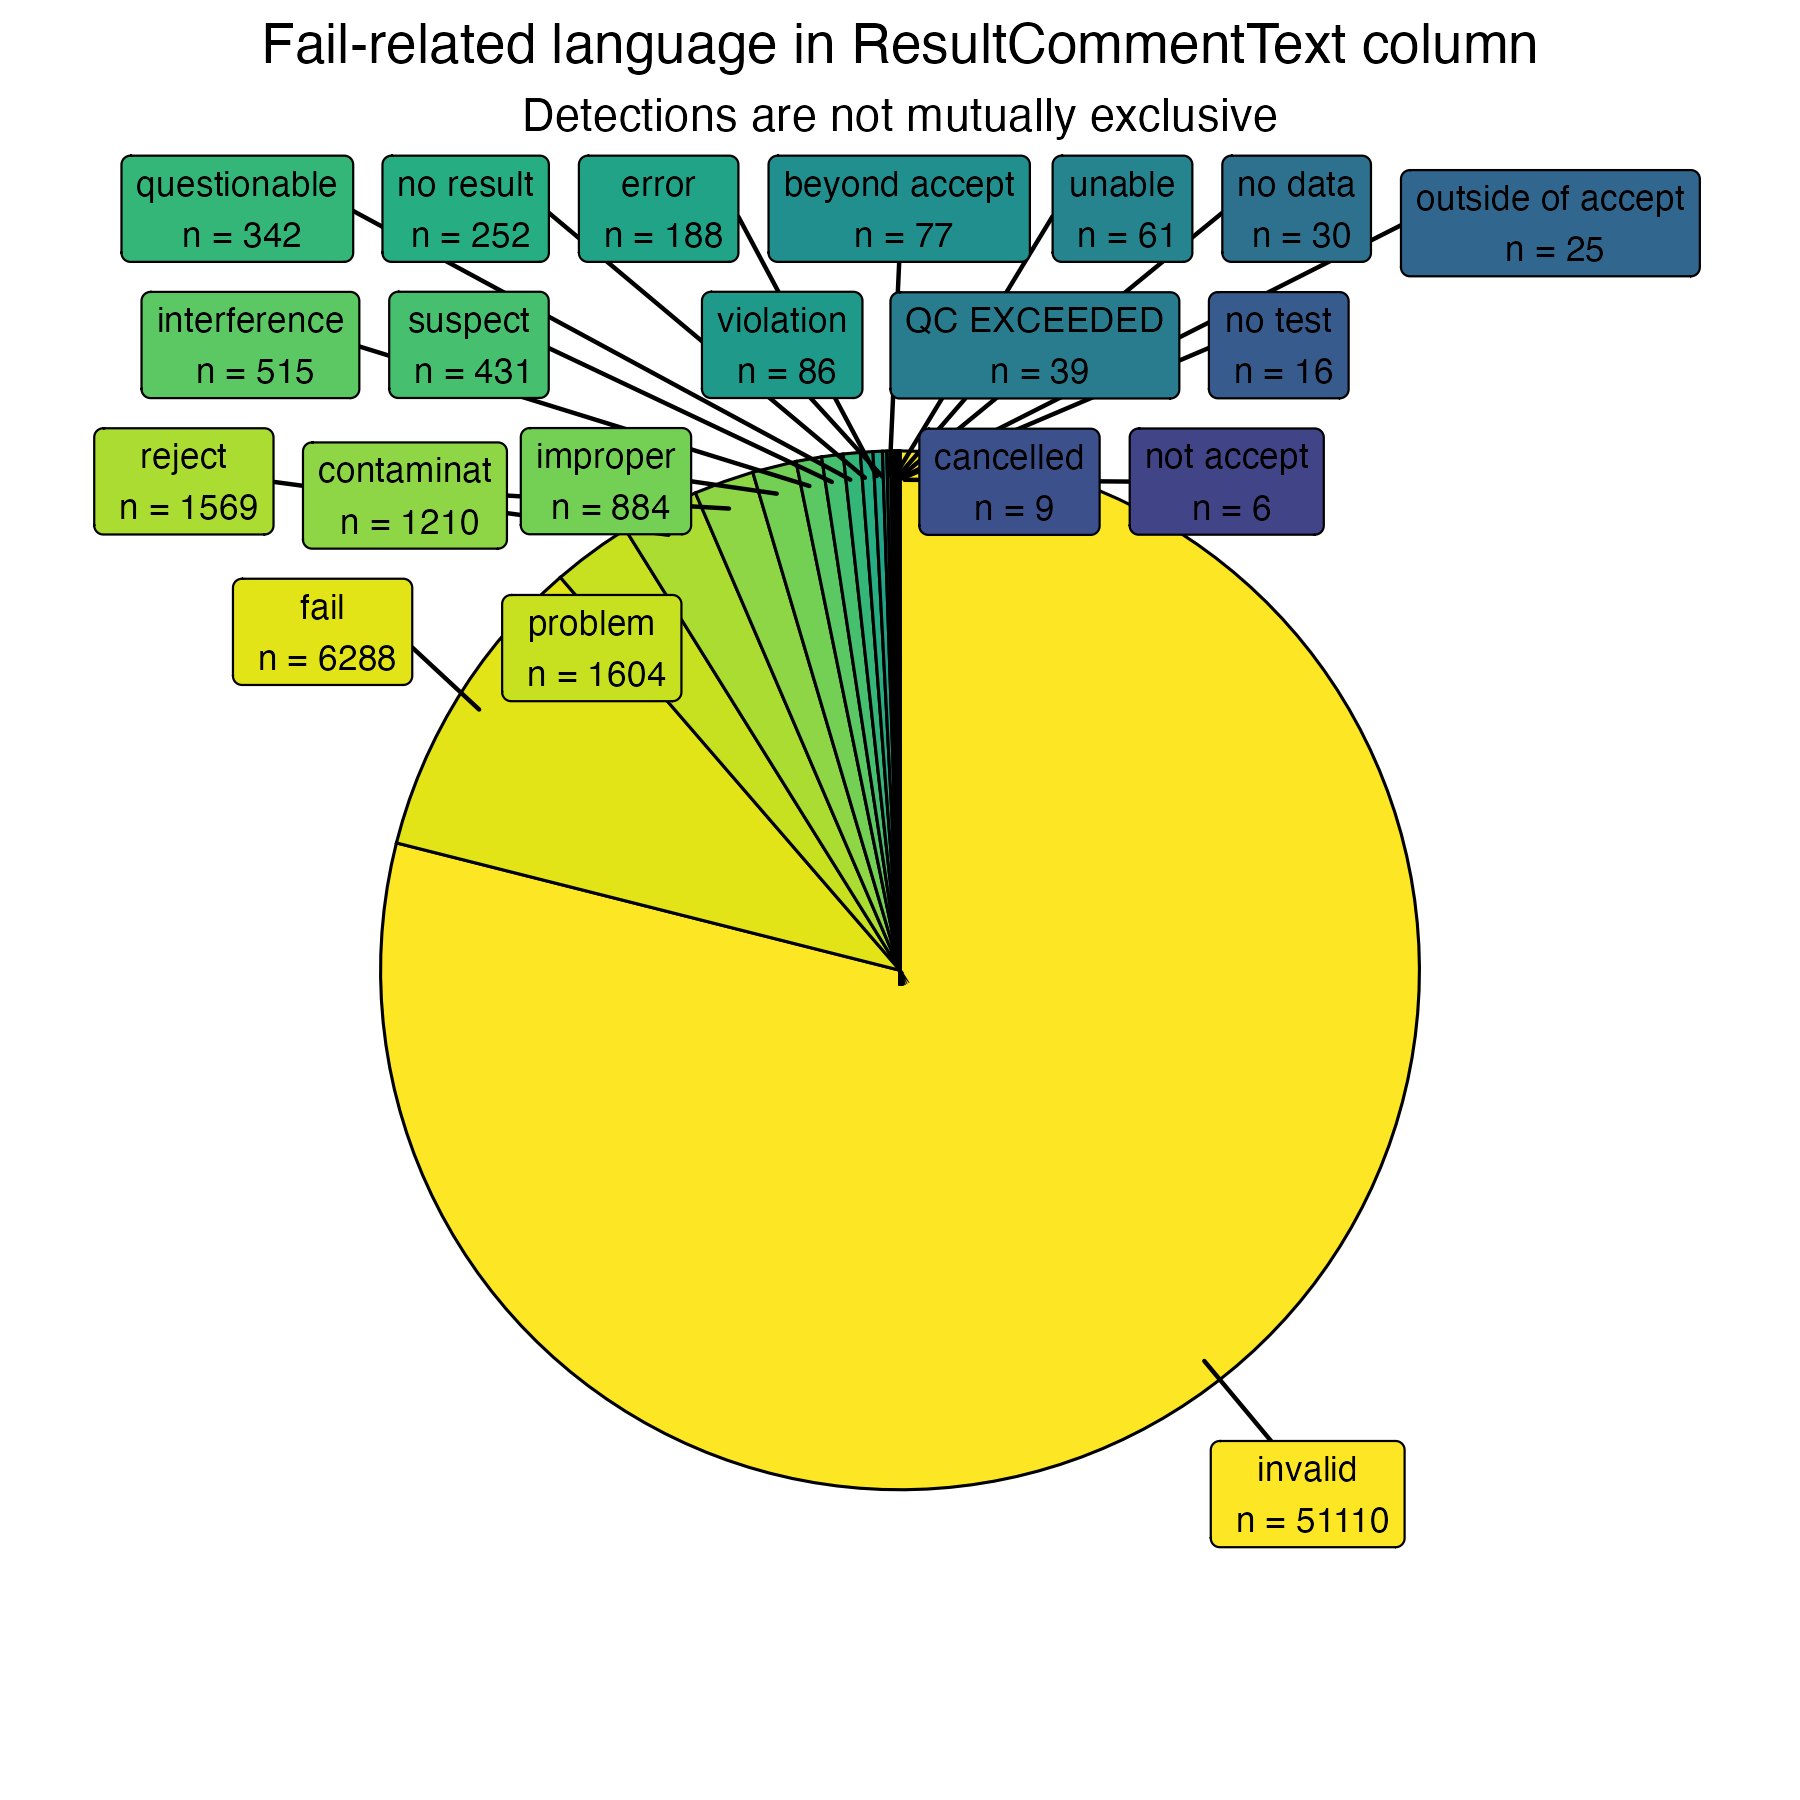 Fail-related language in ResultCommentText column
Detections are not mutually exclusive
questionable
n = 342
no result
n = 252
error
n = 188
beyond accept
n = 77
unable
n = 61
no data
n = 30
outside of accept
n = 25
interference
n = 515
suspect
n = 431
violation
n = 86
QC EXCEEDED
n = 39
no test
n = 16
reject
n = 1569
contaminat
n = 1210
improper
n = 884
cancelled
n = 9
not accept
n = 6
fail
n = 6288
problem
n = 1604
invalid
n = 51110